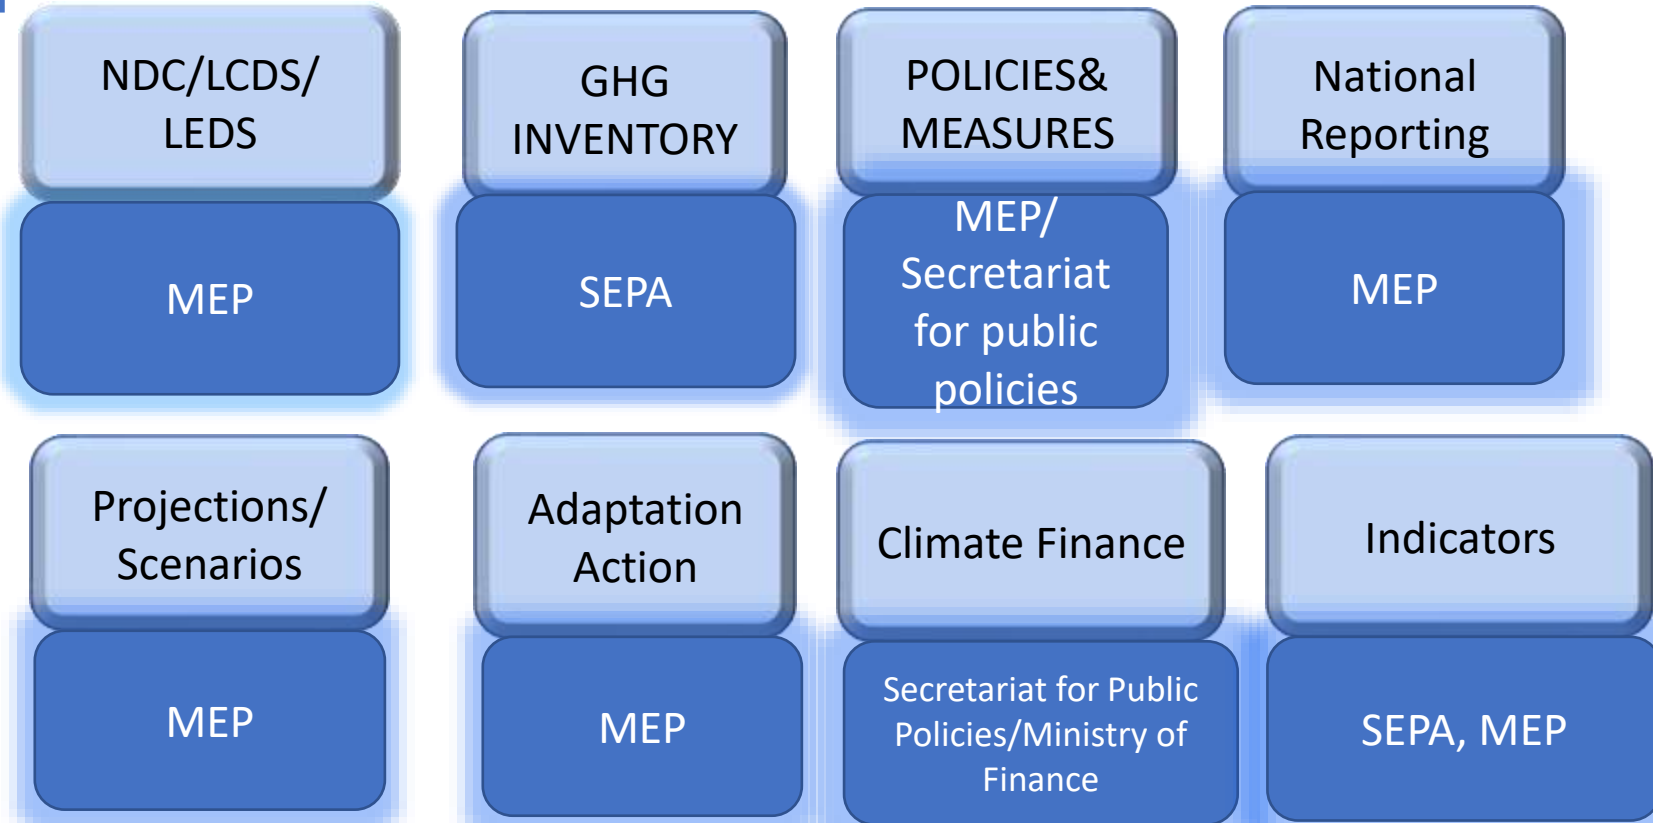 NDC/LCDS/
LEDS
MEP
GHG
INVENTORY
SEPA
POLICIES&
MEASURES
MEP/
Secretariat
for public
policies
National
Reporting
MEP
Projections/
Scenarios
MEP
Adaptation
Action
MEP
Climate Finance
Secretariat for Public
Policies/Ministry of
Finance
Indicators
SEPA, MEP